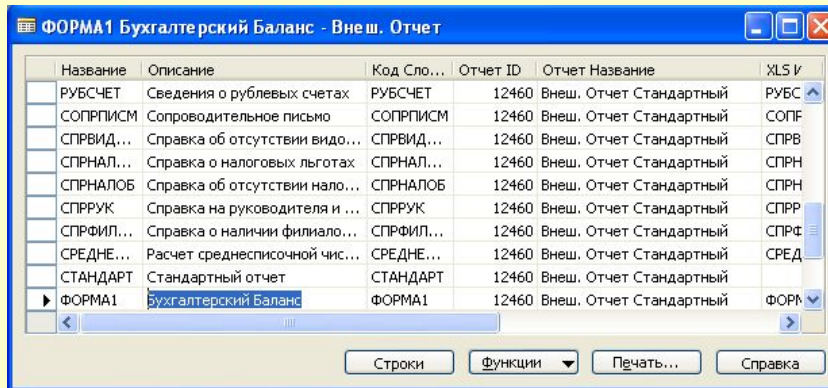 ФОРМА1 Бухгалтерский Баланс - Внеш. Отчет
Название Описание Код Сло... Отчет ID Отчет Название XLS И
РУБСЧЕТ Сведения о рублевых счетах РУБСЧЕТ 12460 Внеш. Отчет Стандартный РУБС
СОПРПИСМ Сопроводительное письмо СОПРПИСМ 12460 Внеш. Отчет Стандартный СОПР
СПРВИД... Справка об отсутствии видо... СПРВИД... 12460 Внеш. Отчет Стандартный СПРВ
СПРНАЛ... Справка о налоговых льготах СПРНАЛ... 12460 Внеш. Отчет Стандартный СПРН
СПРНАЛОБ Справка об отсутствии нало... СПРНАЛОБ 12460 Внеш. Отчет Стандартный СПРН
СПРРУК Справка на руководителя и ... СПРРУК 12460 Внеш. Отчет Стандартный СПРР
СПРФИЛ... Справка о наличии филиало... СПРФИЛ... 12460 Внеш. Отчет Стандартный СПРФ
СРЕДНЕ... Расчет среднесписочной чис... СРЕДНЕ... 12460 Внеш. Отчет Стандартный СРЕД
СТАНДАРТ Стандартный отчет СТАНДАРТ 12460 Внеш. Отчет Стандартный
ФОРМА1 Бухгалтерский Баланс ФОРМА1 12460 Внеш. Отчет Стандартный ФОРМ
Строки Функции Печать... Справка